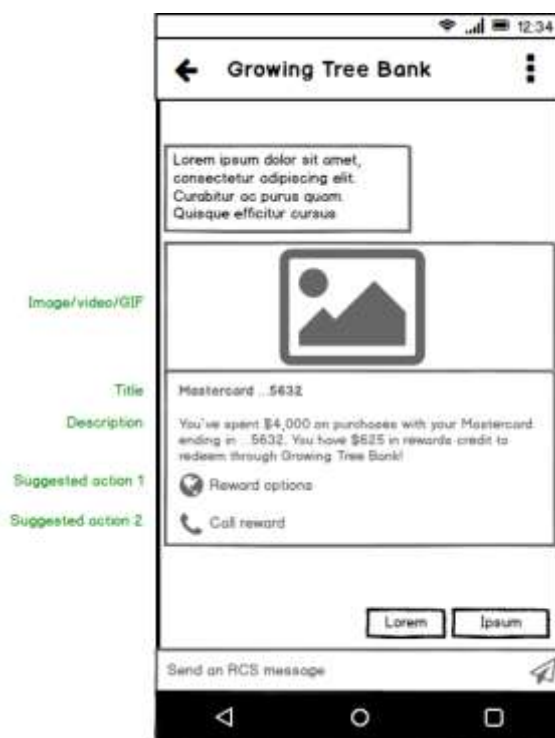 12:34
Growing Tree Bank
Lorem ipsum dolor sit amet,
consectetur adipiscing elit.
Curabitur ac purus quam.
Quisque efficitur cursus
Image/video/GIF
Title
Mastercard ...5632
Description
You've spent $4,000 on purchases with your Mastercard
ending in ...5632. You have $625 in rewards credit to
redeem through Growing Tree Bank!
Suggested action 1
Reward options
Suggested action 2
Call reward
Lorem
Ipsum
Send an RCS message